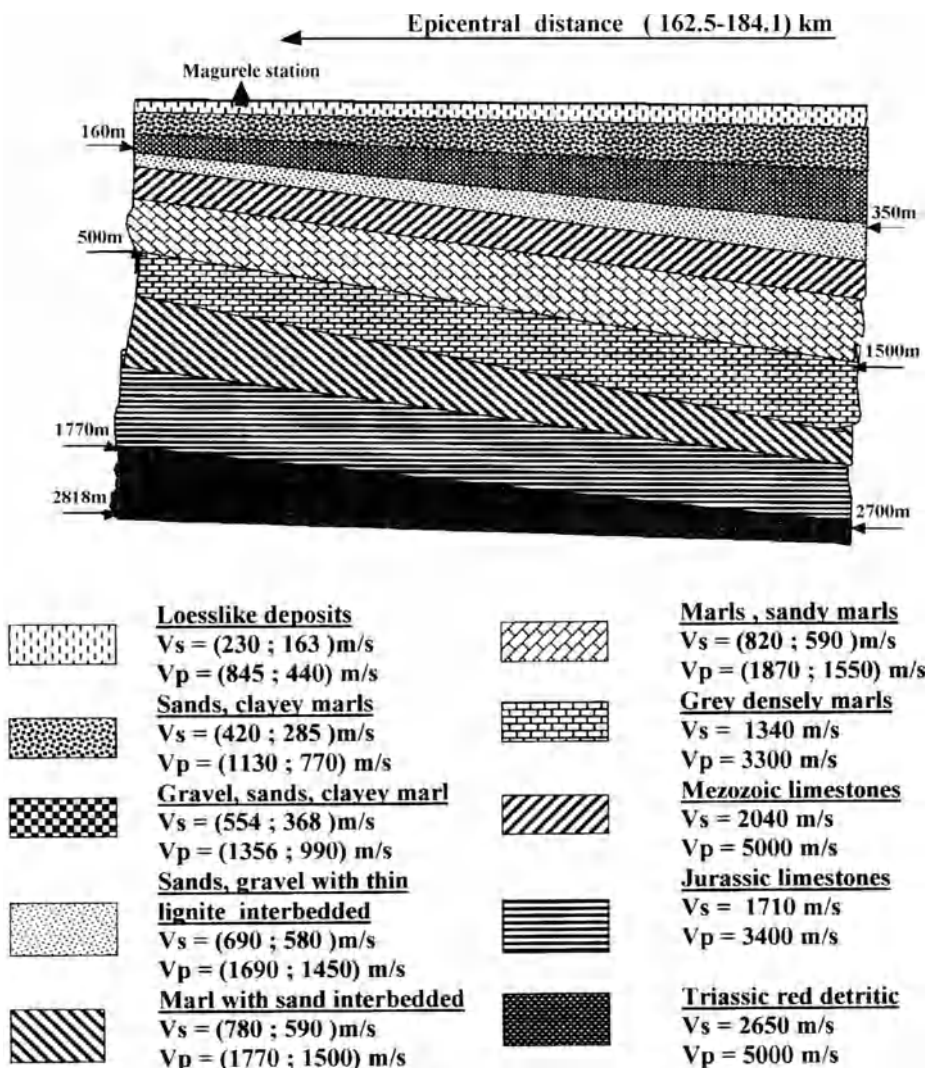 Epicentral distance ( 162.5-184.1) km
Magurele station
160m
350m
500m
1500m
1770m
2818m
2700m
Loesslike deposits
Vs = (230 ; 163 )m/s
Vp = (845 ; 440) m/s
Sands, clayey marls
Vs = (420 ; 285 )m/s
Vp = (1130 ; 770) m/s
Gravel, sands, clayey marl
Vs = (554 ; 368 )m/s
Vp = (1356 ; 990) m/s
Sands, gravel with thin
lignite interbedded
Vs = (690 ; 580 )m/s
Vp = (1690 ; 1450) m/s
Marl with sand interbedded
Vs = (780 ; 590 )m/s
Vp = (1770 ; 1500) m/s
Marls , sandy marls
Vs = (820 ; 590 )m/s
Vp = (1870 ; 1550) m/s
Grey densely marls
Vs = 1340 m/s
Vp = 3300 m/s
Mezozoic limestones
Vs = 2040 m/s
Vp = 5000 m/s
Jurassic limestones
Vs = 1710 m/s
Vp = 3400 m/s
Triassic red detritic
Vs = 2650 m/s
Vp = 5000 m/s